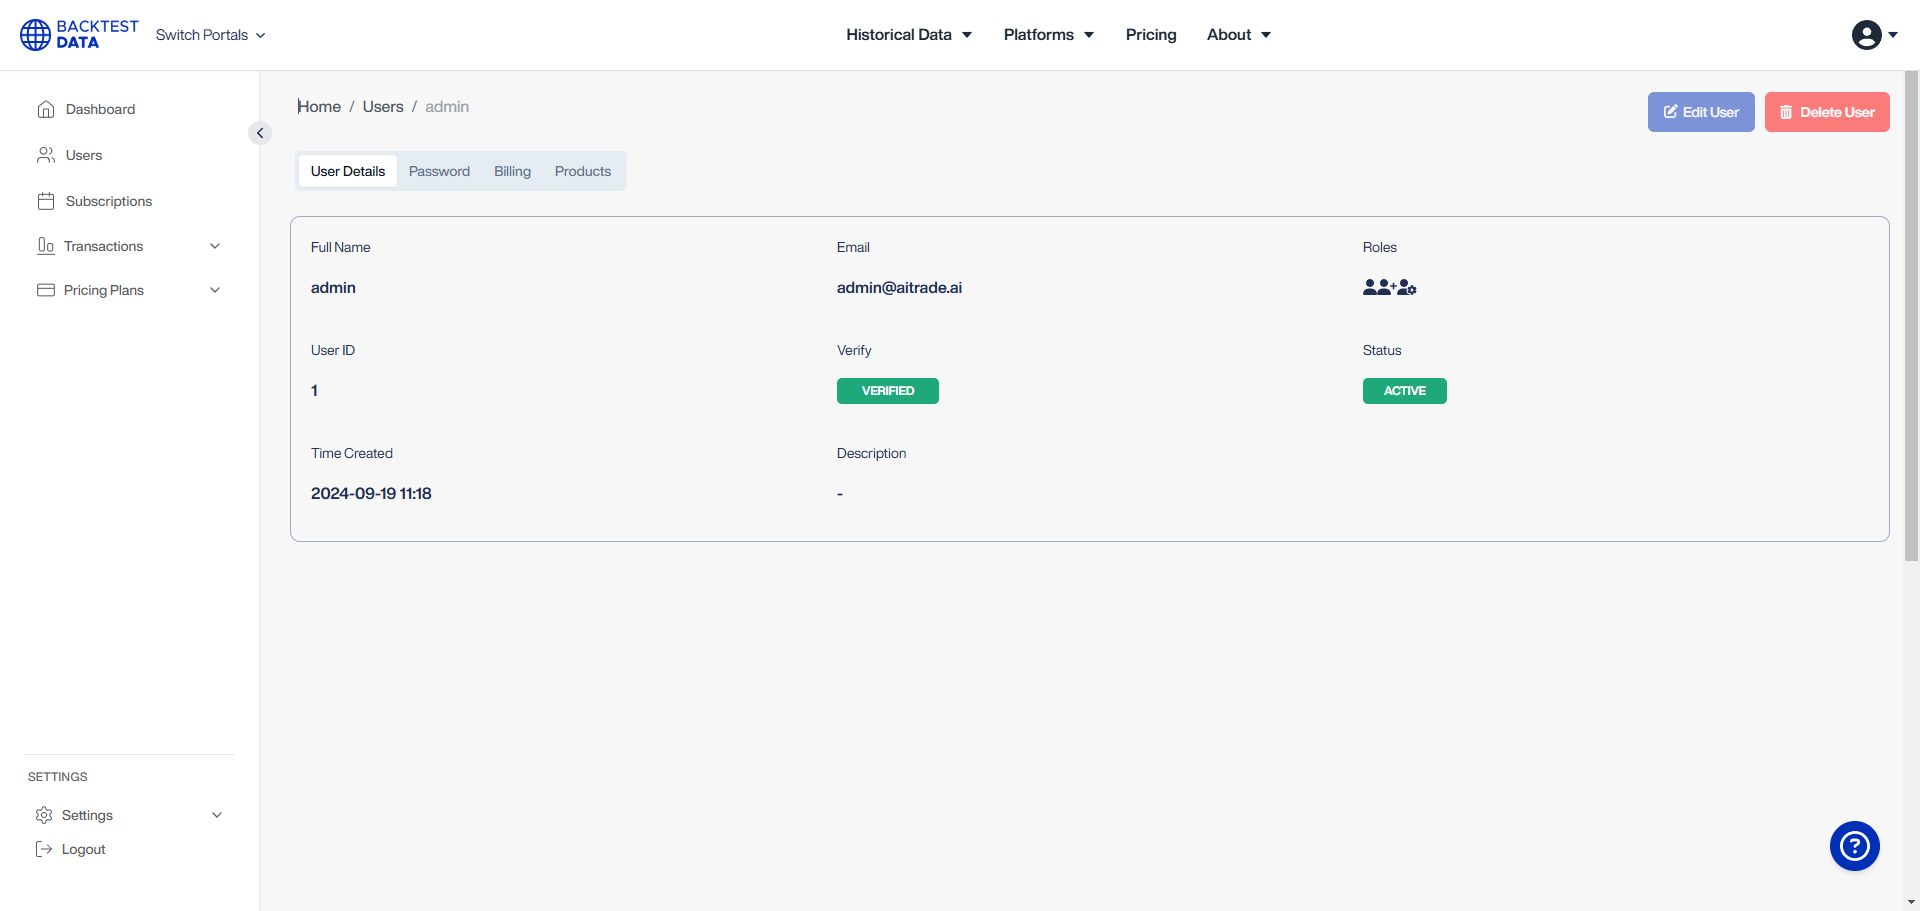 BACKTEST
DATA
Switch Portals
Historical Data
Platforms
Pricing
About
Dashboard
Users
Subscriptions
Transactions
Pricing Plans
SETTINGS
Settings
Logout
Home / Users / admin
Edit User
Delete User
User Details
Password
Billing
Products
Full Name
admin
Email
admin@aitrade.ai
Roles
User ID
1
Verify
VERIFIED
Status
ACTIVE
Time Created
2024-09-19 11:18
Description
-
?